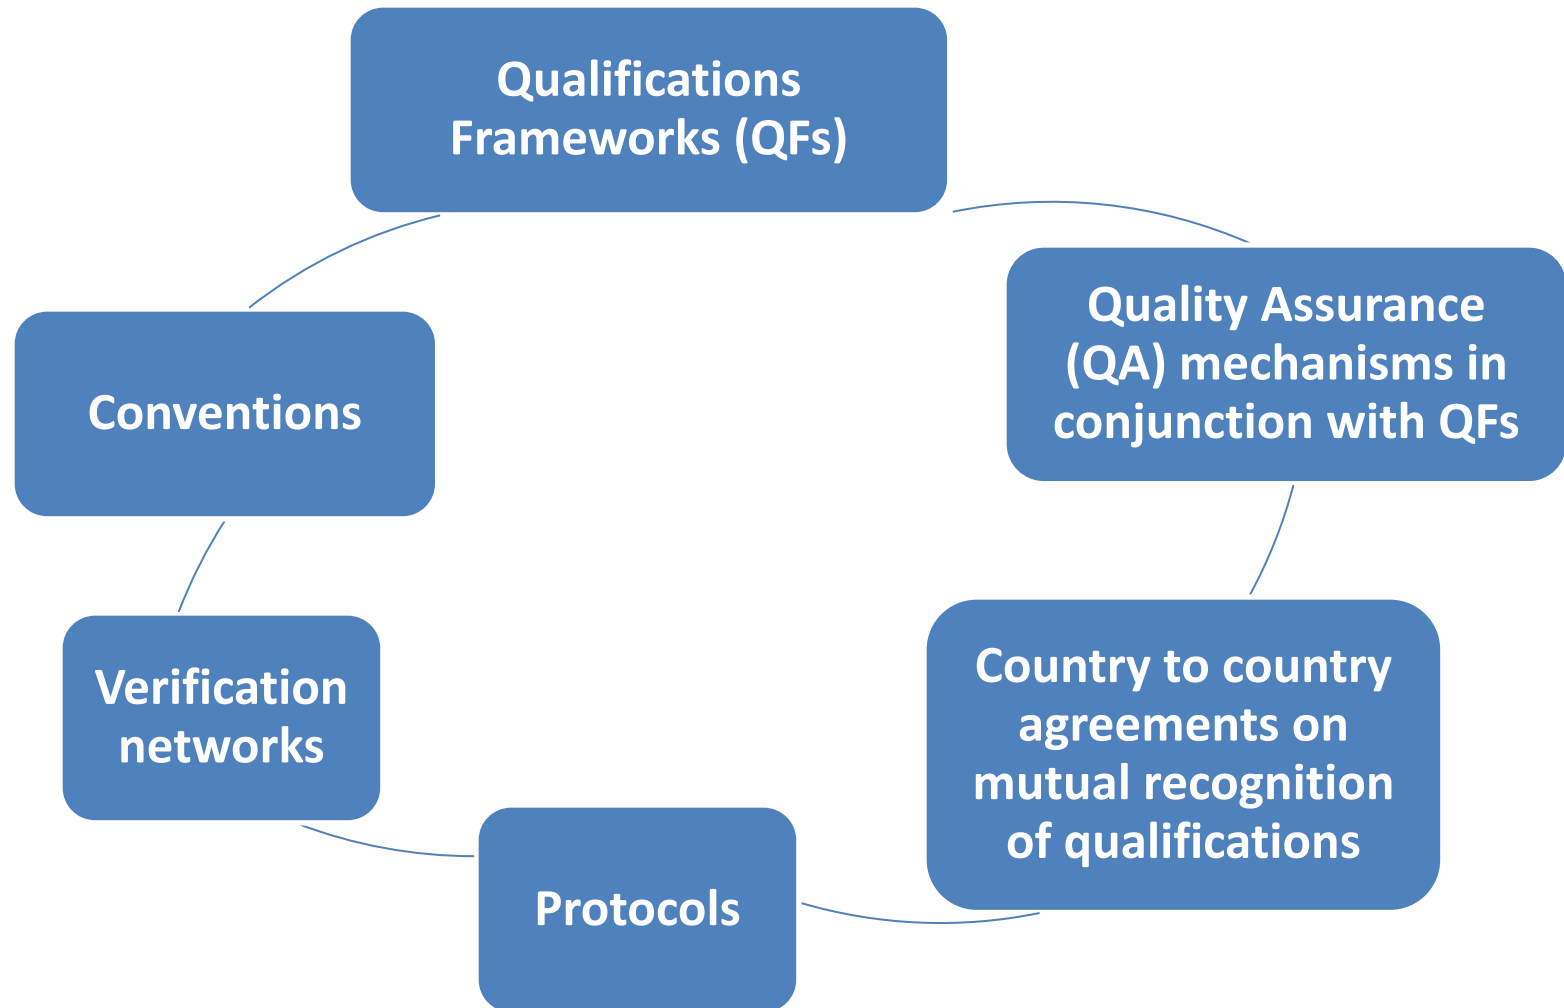 Qualifications
Frameworks (QFs)
Quality Assurance
(QA) mechanisms in
conjunction with QFs
Country to country
agreements on
mutual recognition
of qualifications
Protocols
Verification
networks
Conventions